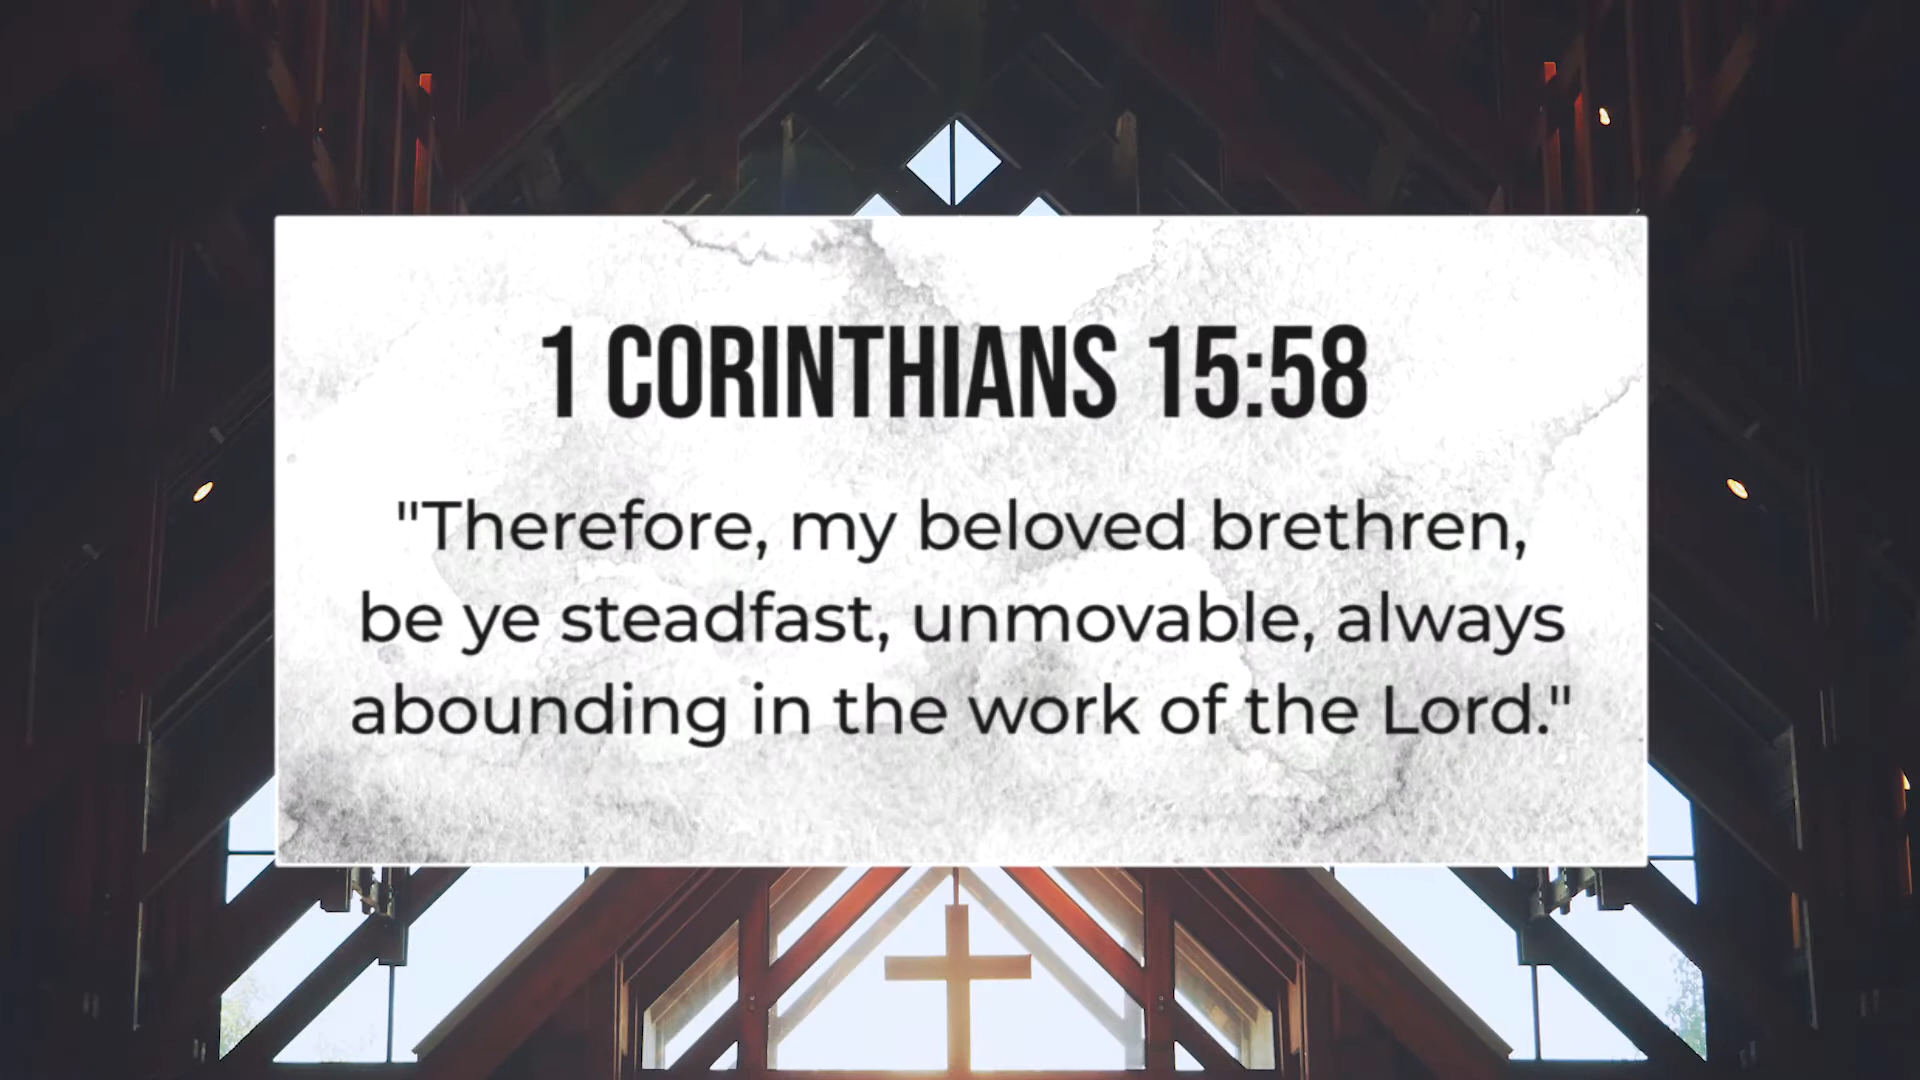 1 CORINTHIANS 15:58
"Therefore, my beloved brethren,
be ye steadfast, unmovable, always
abounding in the work of the Lord."